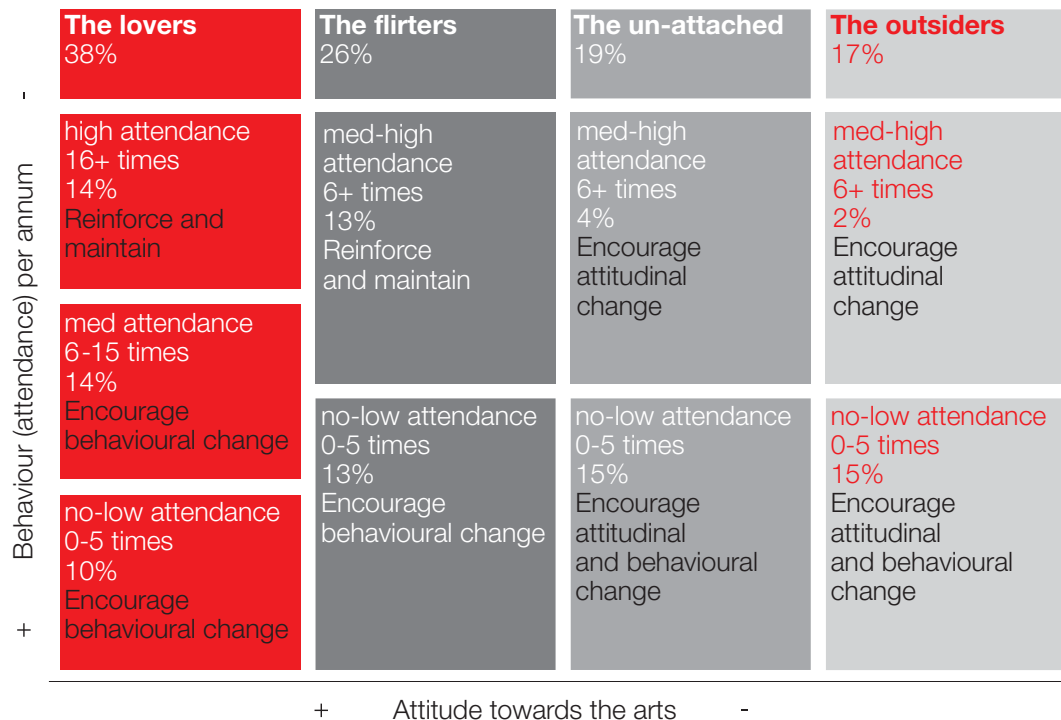 The lovers
38%
The flirters
26%
The un-attached
19%
The outsiders
17%
-
Behaviour (attendance) per annum
+
high attendance
16+ times
14%
Reinforce and
maintain
med attendance
6-15 times
14%
Encourage
behavioural change
no-low attendance
0-5 times
10%
Encourage
behavioural change
med-high
attendance
6+ times
13%
Reinforce
and maintain
no-low attendance
0-5 times
13%
Encourage
behavioural change
med-high
attendance
6+ times
4%
Encourage
attitudinal
change
no-low attendance
0-5 times
15%
Encourage
attitudinal
and behavioural
change
med-high
attendance
6+ times
2%
Encourage
attitudinal
change
no-low attendance
0-5 times
15%
Encourage
attitudinal
and behavioural
change
+ Attitude towards the arts -